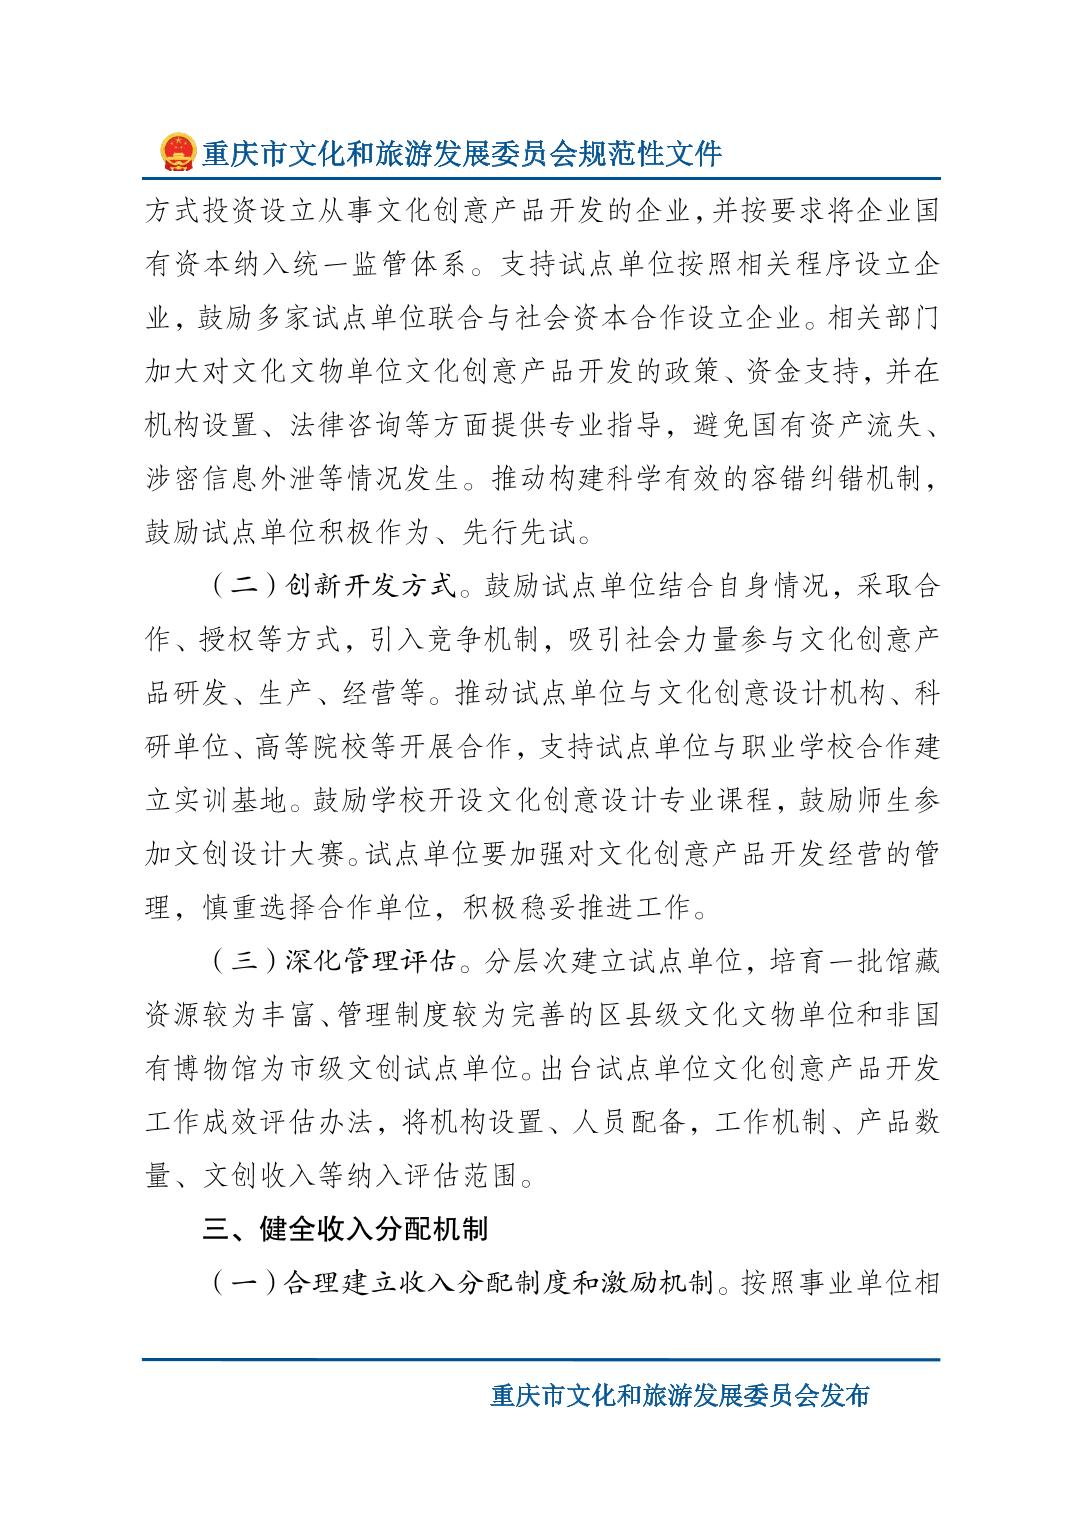 重庆市文化和旅游发展委员会规范性文件
方式投资设立从事文化创意产品开发的企业，并按要求将企业国
有资本纳入统一监管体系。支持试点单位按照相关程序设立企
业，鼓励多家试点单位联合与社会资本合作设立企业。相关部门
加大对文化文物单位文化创意产品开发的政策、资金支持，并在
机构设置、法律咨询等方面提供专业指导，避免国有资产流失、
涉密信息外泄等情况发生。推动构建科学有效的容错纠错机制，
鼓励试点单位积极作为、先行先试。
（二）创新开发方式。鼓励试点单位结合自身情况，采取合
作、授权等方式，引入竞争机制，吸引社会力量参与文化创意产
品研发、生产、经营等。推动试点单位与文化创意设计机构、科
研单位、高等院校等开展合作，支持试点单位与职业学校合作建
立实训基地。鼓励学校开设文化创意设计专业课程，鼓励师生参
加文创设计大赛。试点单位要加强对文化创意产品开发经营的管
理，慎重选择合作单位，积极稳妥推进工作。
（三）深化管理评估。分层次建立试点单位，培育一批馆藏
资源较为丰富、管理制度较为完善的区县级文化文物单位和非国
有博物馆为市级文创试点单位。出台试点单位文化创意产品开发
工作成效评估办法，将机构设置、人员配备，工作机制、产品数
量、文创收入等纳入评估范围。
三、健全收入分配机制
（一）合理建立收入分配制度和激励机制。按照事业单位相
重庆市文化和旅游发展委员会发布